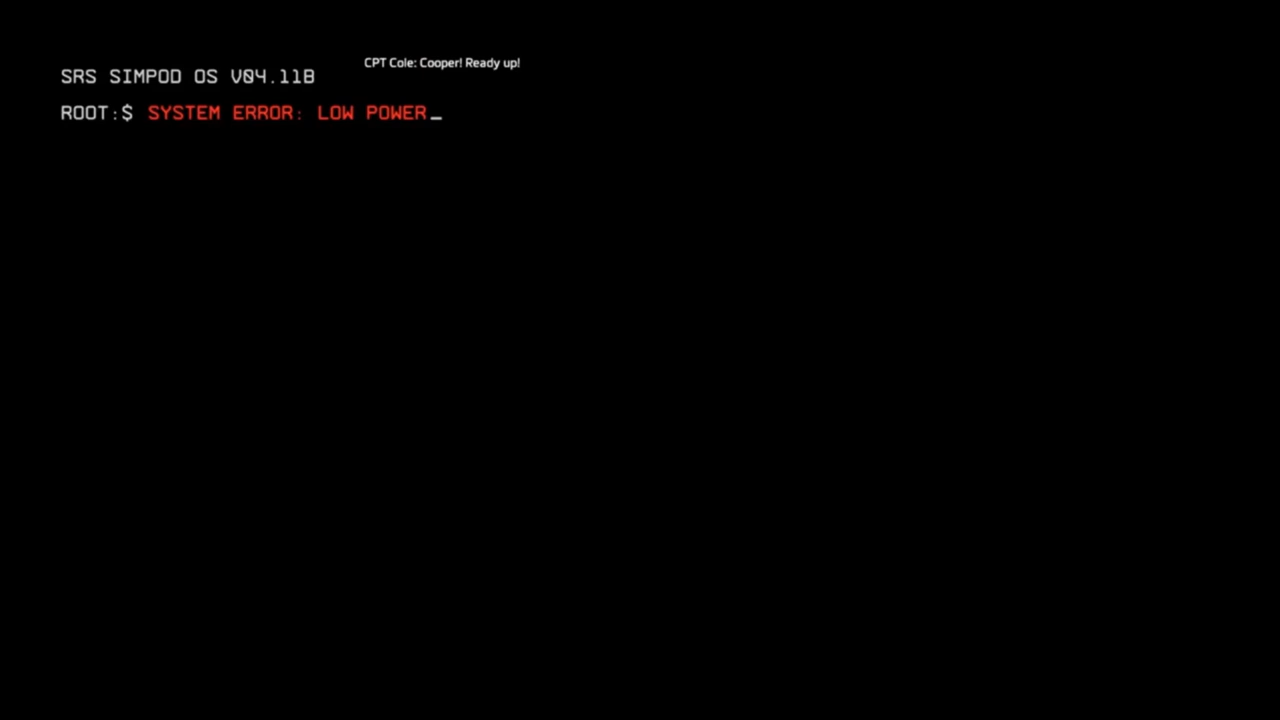 CPT Cole: Cooper! Ready up!
SRS SIMPOD OS V04.11B
ROOT:$ SYSTEM ERROR: LOW POWER_